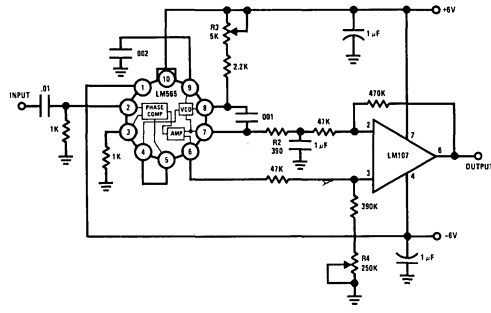 +6V
R3
5K
1 µF
002
LM565
10
1
9
2.2K
INPUT
.01
2
PHASE
COMP
VCO
8
470K
001
1K
3
AMP
7
R2
390
1 µF
47K
2
7
LM107
6
OUTPUT
1K
4
5
6
47K
3
4
390K
-6V
R4
250K
1 µF